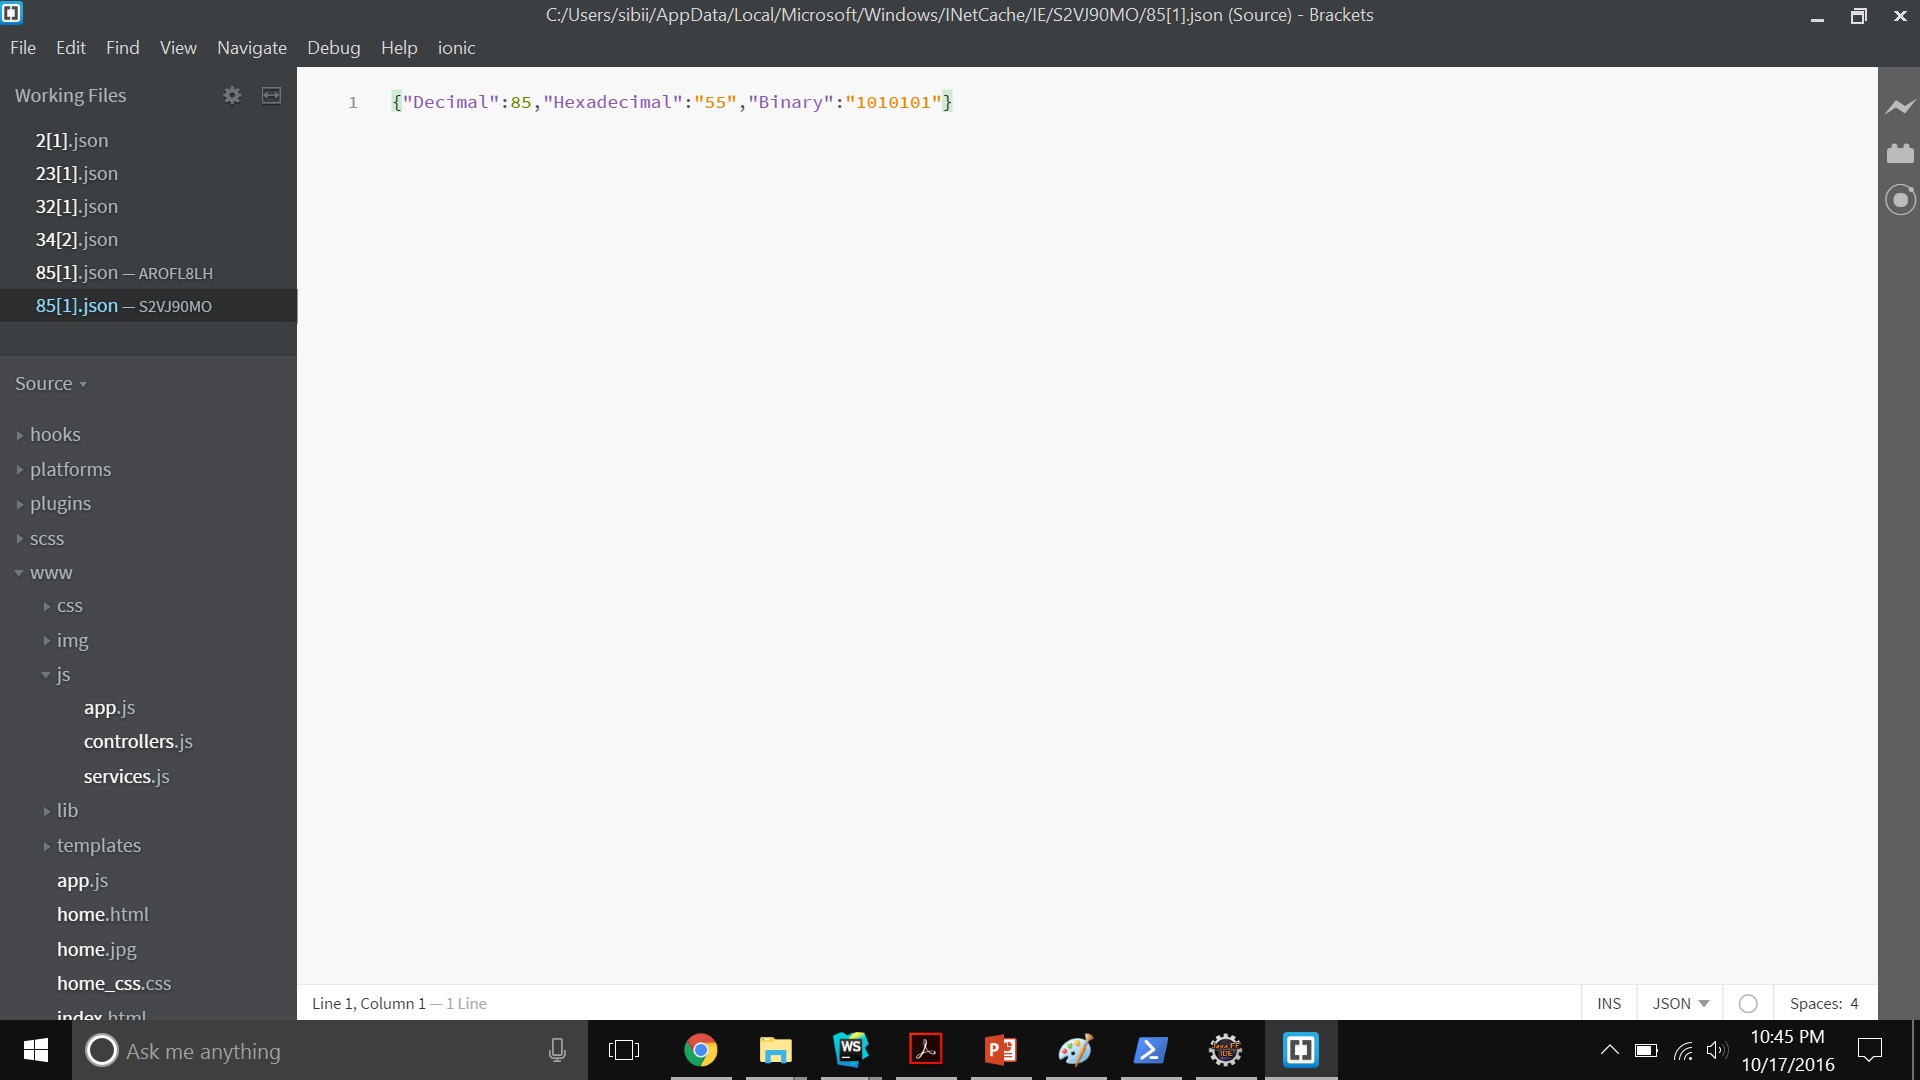 C:/Users/sibii/AppData/Local/Microsoft/Windows/INetCache/IE/S2VJ90MO/85[1].json (Source) - Brackets
File Edit Find View Navigate Debug Help ionic
Working Files
2[1].json
23[1].json
32[1].json
34[2].json
85[1].json — AROFL8LH
85[1].json — S2VJ90MO
Source
hooks
platforms
plugins
scss
www
css
img
js
app.js
controllers.js
services.js
lib
templates
app.js
home.html
home.jpg
home_css.css
index.html
1 {"Decimal":85,"Hexadecimal":"55","Binary":"1010101"}
Line 1, Column 1 — 1 Line
INS JSON Spaces: 4
Ask me anything
WS
Java EE
IDE
10:45 PM
10/17/2016